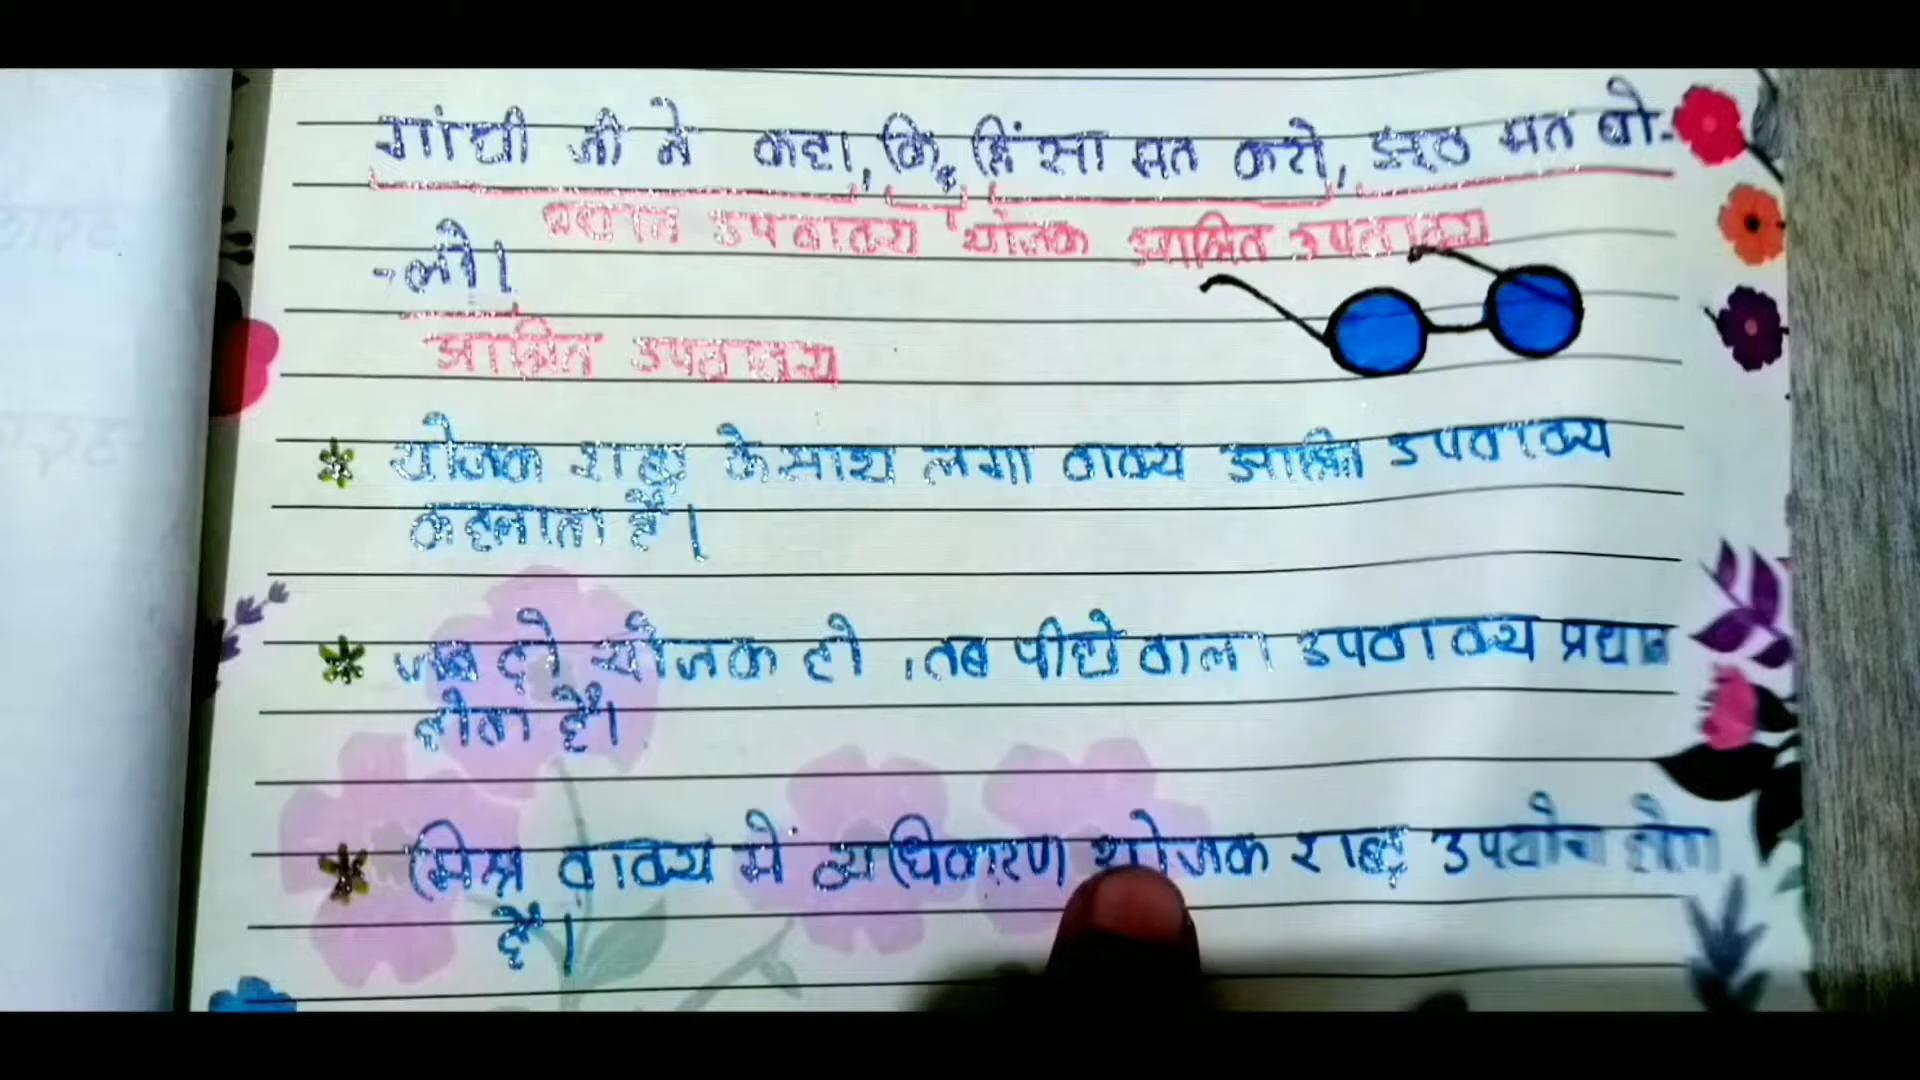 गांधी जी ने कहा, कि, हिंसा मत करो, झूठ मत बो-
प्रधान उपवाक्य योजक आश्रित उपवाक्य
-लो।
आश्रित उपवाक्य
* योजक शब्द के साथ लगा वाक्य आश्रित उपवाक्य
कहलाता है।
* जब दो योजक हो ,तब पीछे वाला उपवाक्य प्रधान
होता है।
* मिश्र वाक्य में व्याधिकरण योजक शब्द उपयोग होता
है।